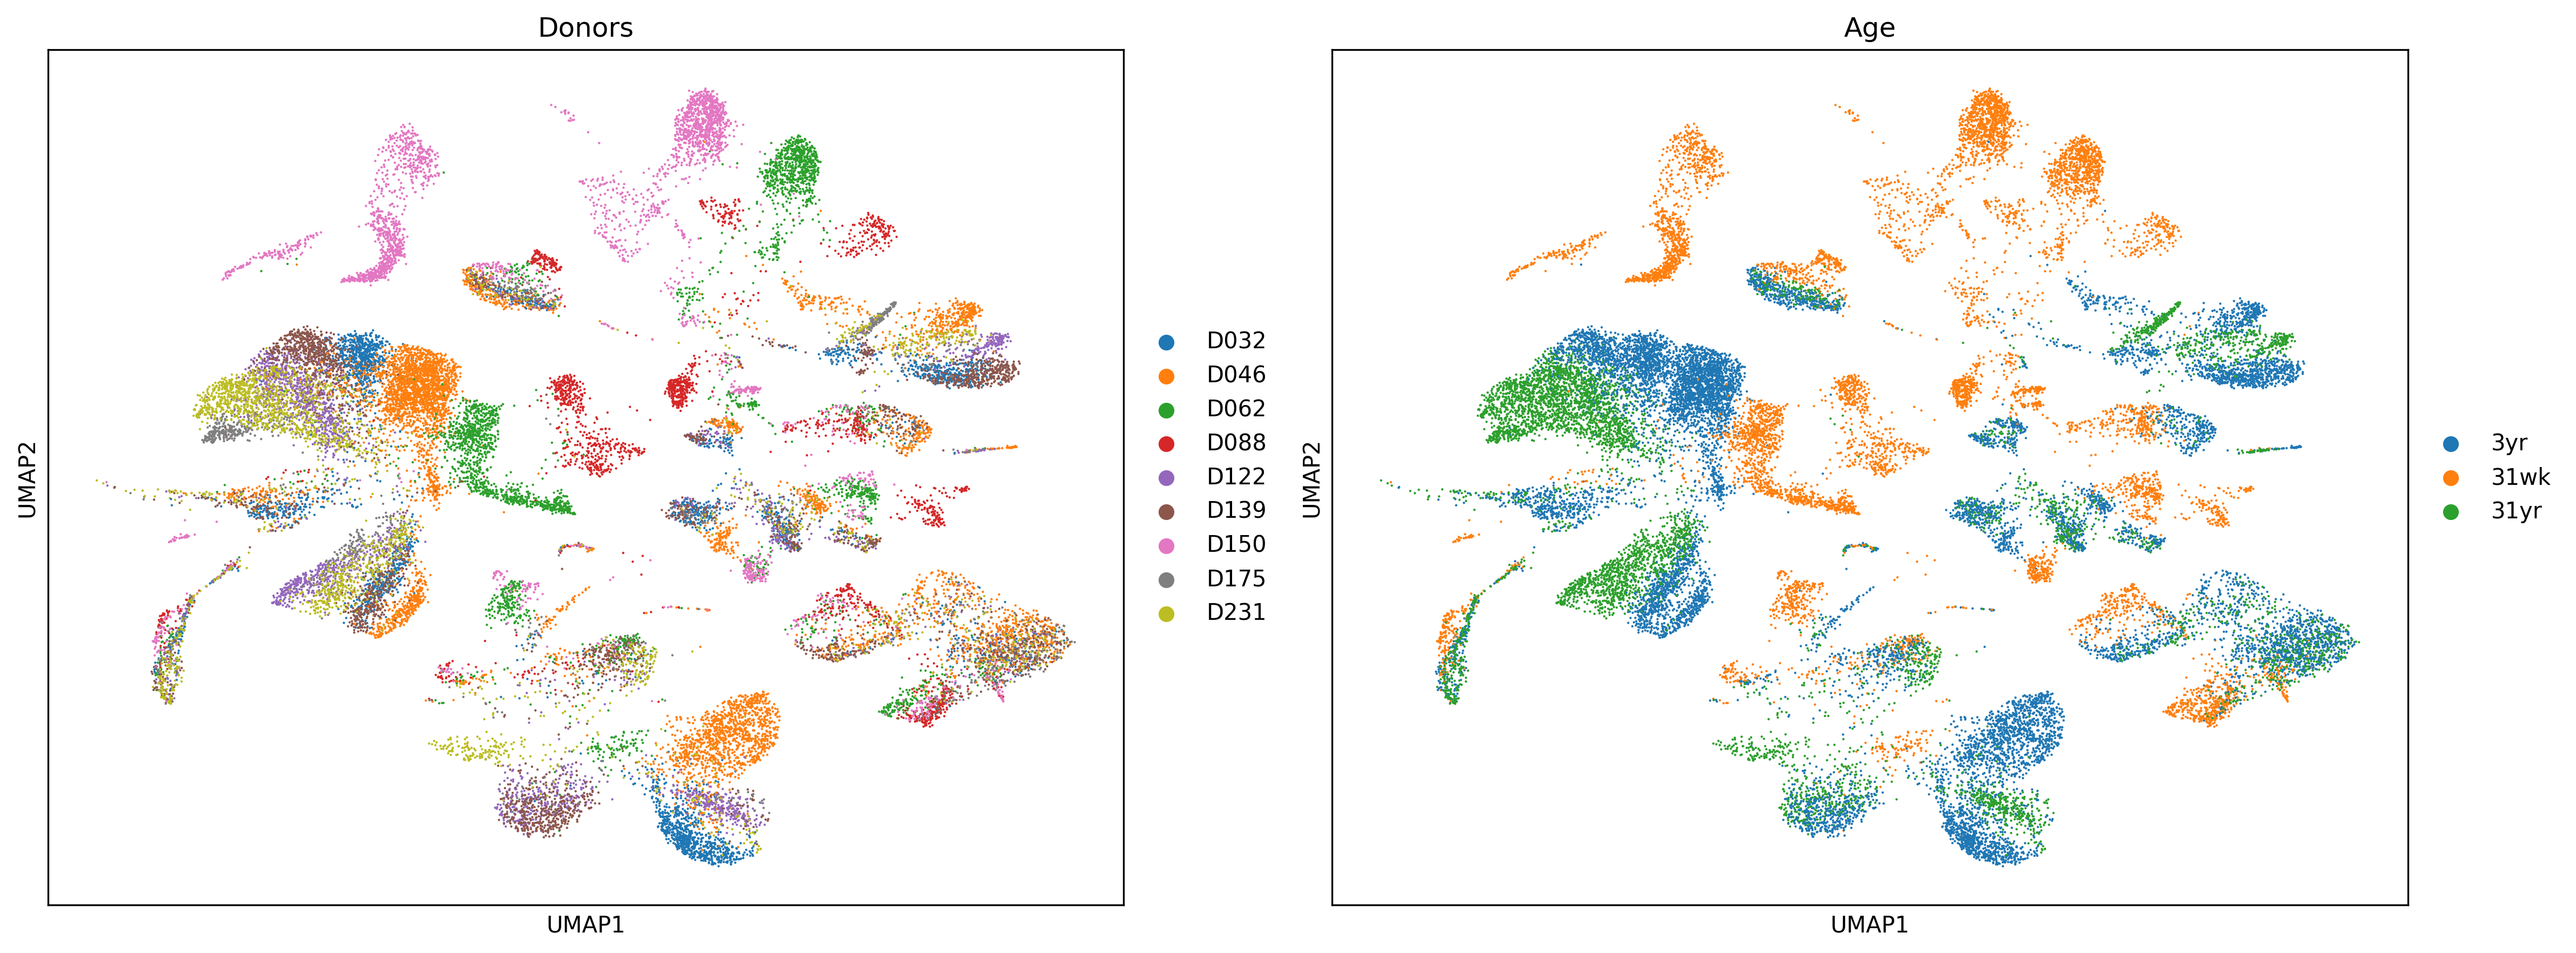 Donors
UMAP2
UMAP1
D032
D046
D062
D088
D122
D139
D150
D175
D231
Age
UMAP2
UMAP1
3yr
31wk
31yr